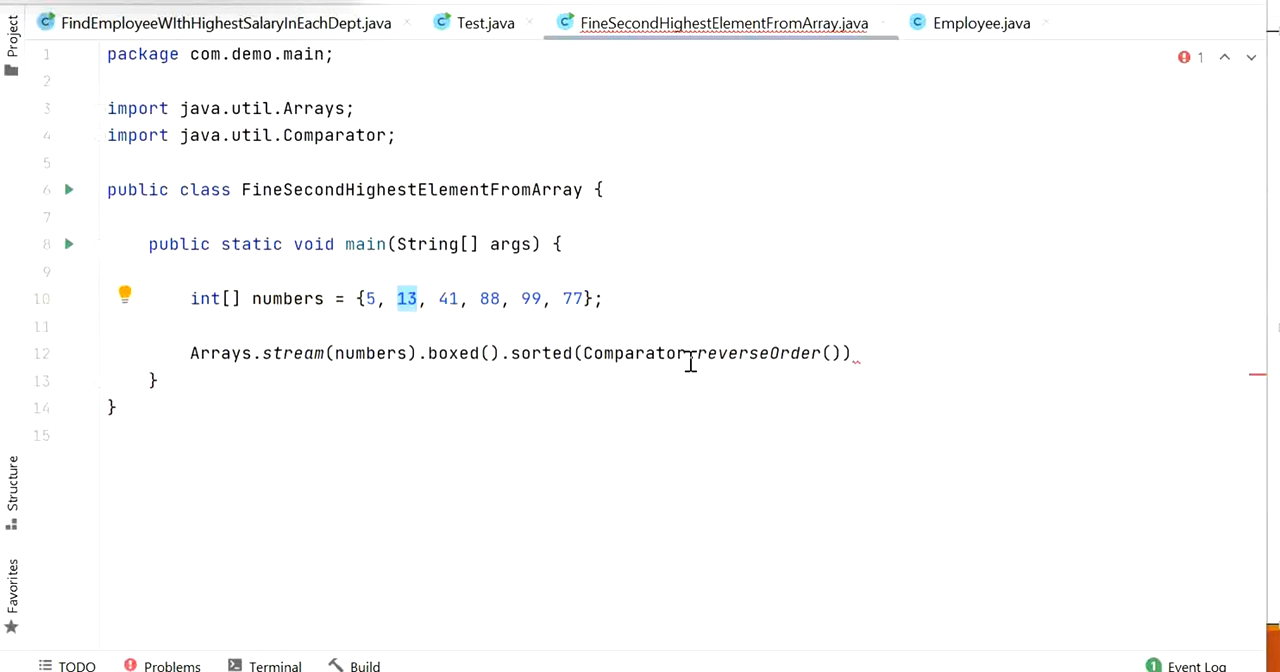 FindEmployeeWIthHighestSalaryInEachDept.java Test.java FineSecondHighestElementFromArray.java Employee.java
Project
1 package com.demo.main; 1
2
3 import java.util.Arrays;
4 import java.util.Comparator;
5
6 public class FineSecondHighestElementFromArray {
7
8 public static void main(String[] args) {
9
10 int[] numbers = {5, 13, 41, 88, 99, 77};
11
12 Arrays.stream(numbers).boxed().sorted(Comparator.reverseOrder())
13 }
14 }
15
Structure
Favorites
TODO Problems Terminal Build 1 Event Log